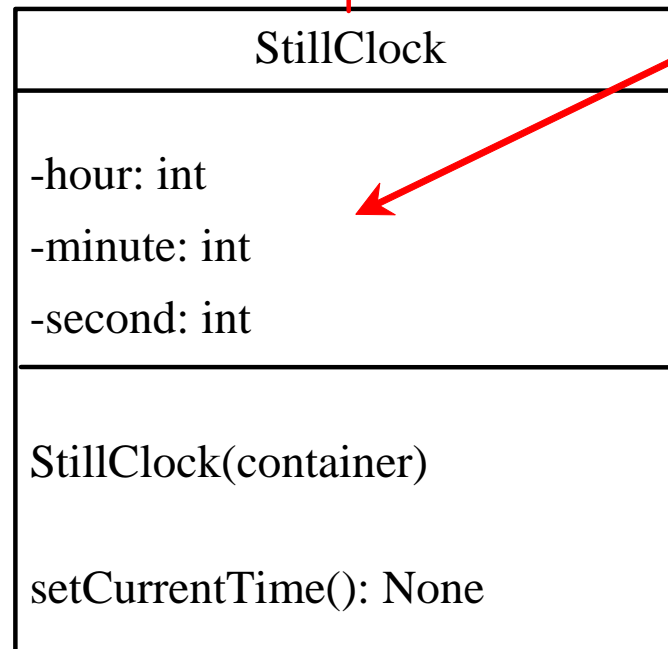 StillClock
-hour: int
-minute: int
-second: int
StillClock(container)
setCurrentTime(): None